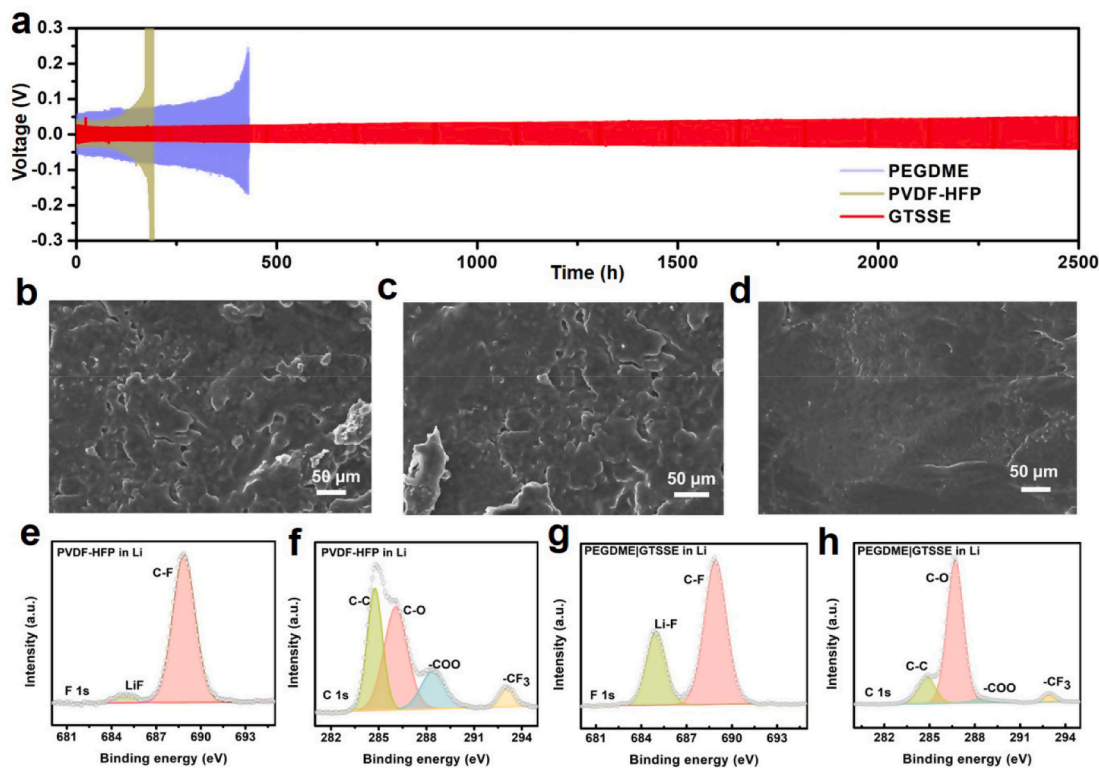 a
0.3
0.2
0.1
0.0
-0.1
-0.2
-0.3
Voltage (V)
PEGDME
PVDF-HFP
GTSSE
0 500 1000 1500 2000 2500
Time (h)
b
50 μm
c
50 μm
d
50 μm
e
PVDF-HFP in Li
C-F
LiF
F 1s
Intensity (a.u.)
681 684 687 690 693
Binding energy (eV)
f
PVDF-HFP in Li
C-C
C-O
-COO
-CF3
C 1s
Intensity (a.u.)
282 285 288 291 294
Binding energy (eV)
g
PEGDME|GTSSE in Li
C-F
Li-F
F 1s
Intensity (a.u.)
681 684 687 690 693
Binding energy (eV)
h
PEGDME|GTSSE in Li
C-O
C-C
-COO
-CF3
C 1s
Intensity (a.u.)
282 285 288 291 294
Binding energy (eV)